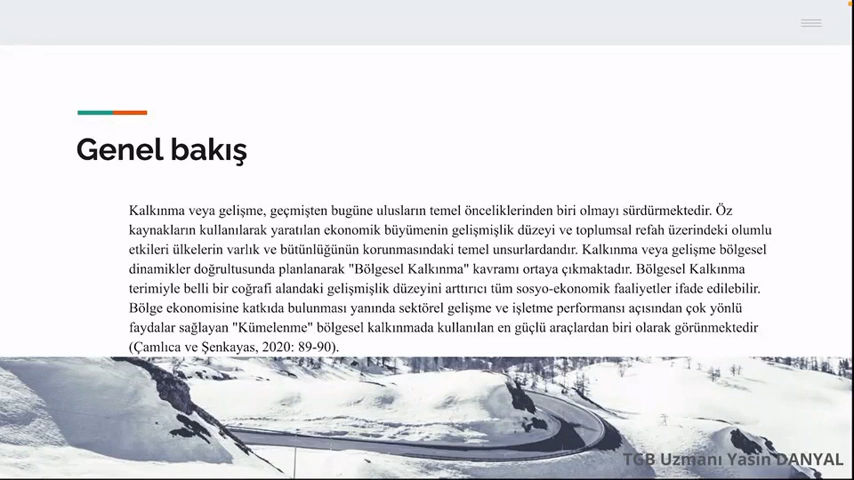 Genel bakış
Kalkınma veya gelişme, geçmişten bugüne ulusların temel önceliklerinden biri olmayı sürdürmektedir. Öz
kaynakların kullanılarak yaratılan ekonomik büyümenin gelişmişlik düzeyi ve toplumsal refah üzerindeki olumlu
etkileri ülkelerin varlık ve bütünlüğünün korunmasındaki temel unsurlardandır. Kalkınma veya gelişme bölgesel
dinamikler doğrultusunda planlanarak "Bölgesel Kalkınma" kavramı ortaya çıkmaktadır. Bölgesel Kalkınma
terimiyle belli bir coğrafi alandaki gelişmişlik düzeyini arttırıcı tüm sosyo-ekonomik faaliyetler ifade edilebilir.
Bölge ekonomisine katkıda bulunması yanında sektörel gelişme ve işletme performansı açısından çok yönlü
faydalar sağlayan "Kümelenme" bölgesel kalkınmada kullanılan en güçlü araçlardan biri olarak görünmektedir
(Çamlıca ve Şenkayas, 2020: 89-90).
TGB Uzmanı Yasin DANYAL